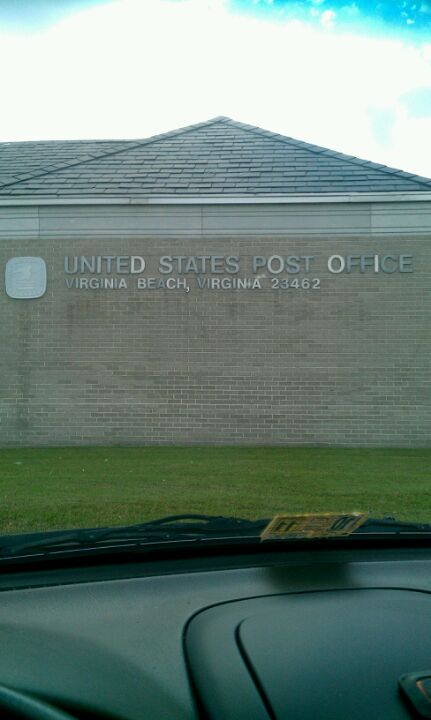 UNITED STATES POST OFFICE
VIRGINIA BEACH, VIRGINIA 23462